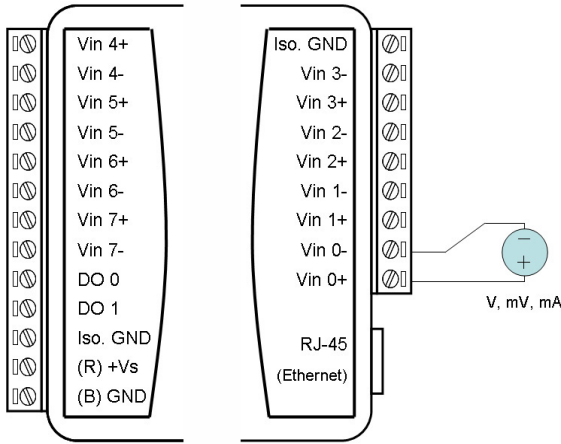 Vin 4+
Vin 4-
Vin 5+
Vin 5-
Vin 6+
Vin 6-
Vin 7+
Vin 7-
DO 0
DO 1
Iso. GND
(R) +Vs
(B) GND
Iso. GND
Vin 3-
Vin 3+
Vin 2-
Vin 2+
Vin 1-
Vin 1+
Vin 0-
Vin 0+
RJ-45
(Ethernet)
−
+
V, mV, mA